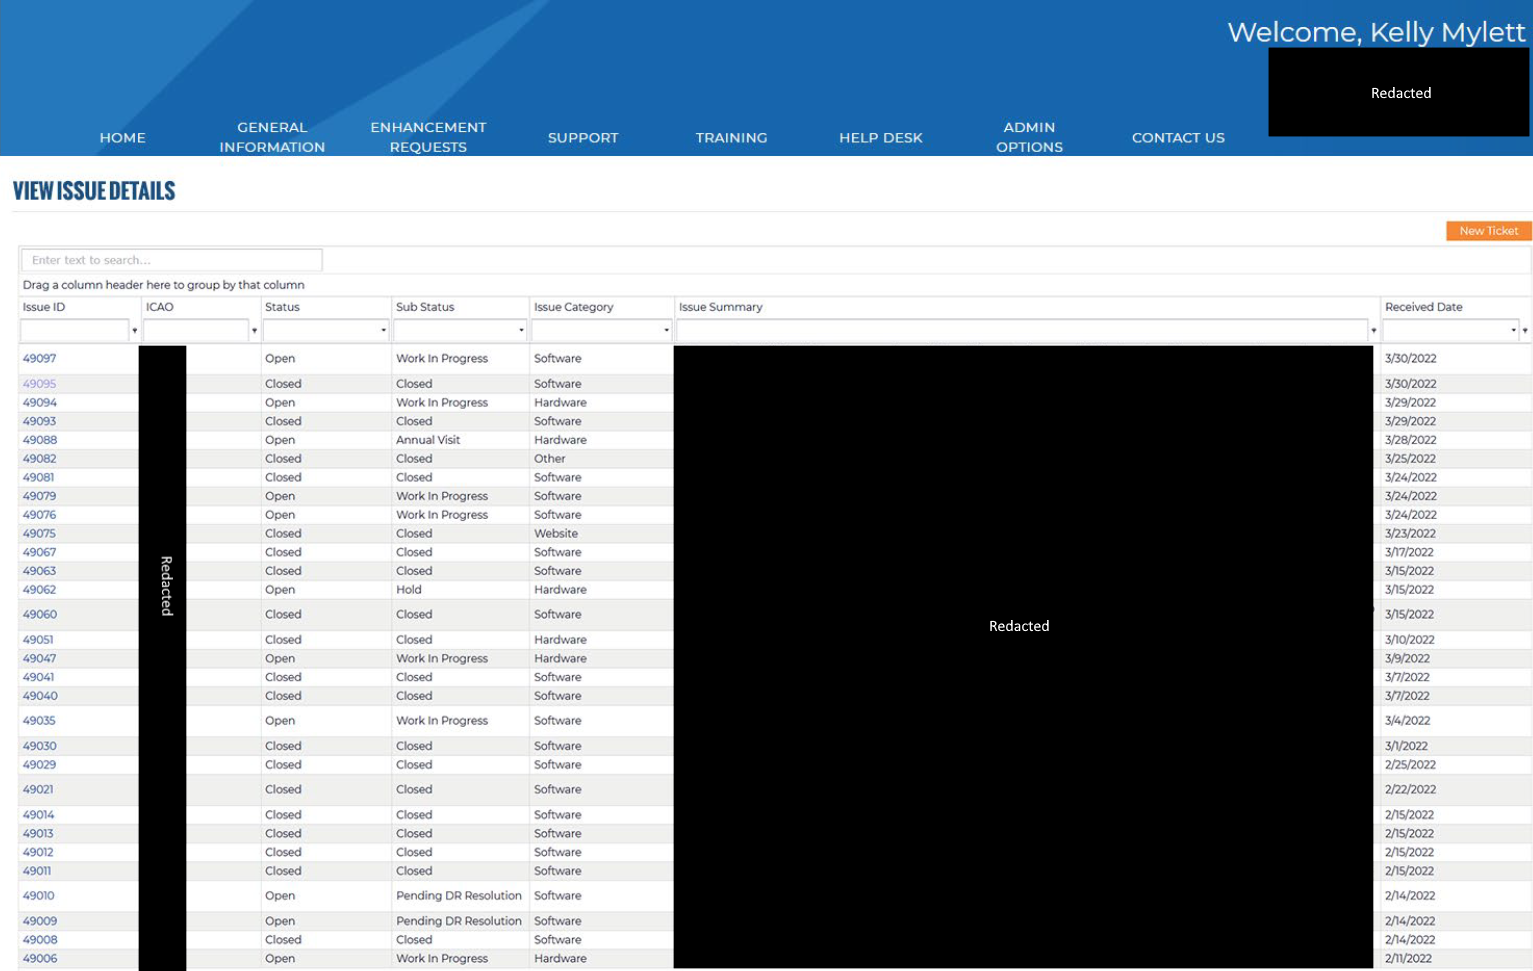 Welcome, Kelly Mylett
Redacted
HOME
GENERAL
INFORMATION
ENHANCEMENT
REQUESTS
SUPPORT
TRAINING
HELP DESK
ADMIN
OPTIONS
CONTACT US
VIEW ISSUE DETAILS
New Ticket
Enter text to search...
Drag a column header here to group by that column
Issue ID ICAO Status Sub Status Issue Category Issue Summary Received Date
49097 Open Work In Progress Software 3/30/2022
49095 Closed Closed Software 3/30/2022
49094 Open Work In Progress Hardware 3/29/2022
49093 Closed Closed Software 3/29/2022
49088 Open Annual Visit Hardware 3/28/2022
49082 Closed Closed Other 3/25/2022
49081 Closed Closed Software 3/24/2022
49079 Open Work In Progress Software 3/24/2022
49076 Open Work In Progress Software 3/24/2022
49075 Closed Closed Website 3/23/2022
49067 Closed Closed Software 3/17/2022
49063 Closed Closed Software 3/15/2022
49062 Open Hold Hardware 3/15/2022
Redacted
49060 Closed Closed Software 3/15/2022
Redacted
49051 Closed Closed Hardware 3/10/2022
49047 Open Work In Progress Hardware 3/9/2022
49041 Closed Closed Software 3/7/2022
49040 Closed Closed Software 3/7/2022
49035 Open Work In Progress Software 3/4/2022
49030 Closed Closed Software 3/1/2022
49029 Closed Closed Software 2/25/2022
49021 Closed Closed Software 2/22/2022
49014 Closed Closed Software 2/15/2022
49013 Closed Closed Software 2/15/2022
49012 Closed Closed Software 2/15/2022
49011 Closed Closed Software 2/15/2022
49010 Open Pending DR Resolution Software 2/14/2022
49009 Open Pending DR Resolution Software 2/14/2022
49008 Closed Closed Software 2/14/2022
49006 Open Work In Progress Hardware 2/11/2022